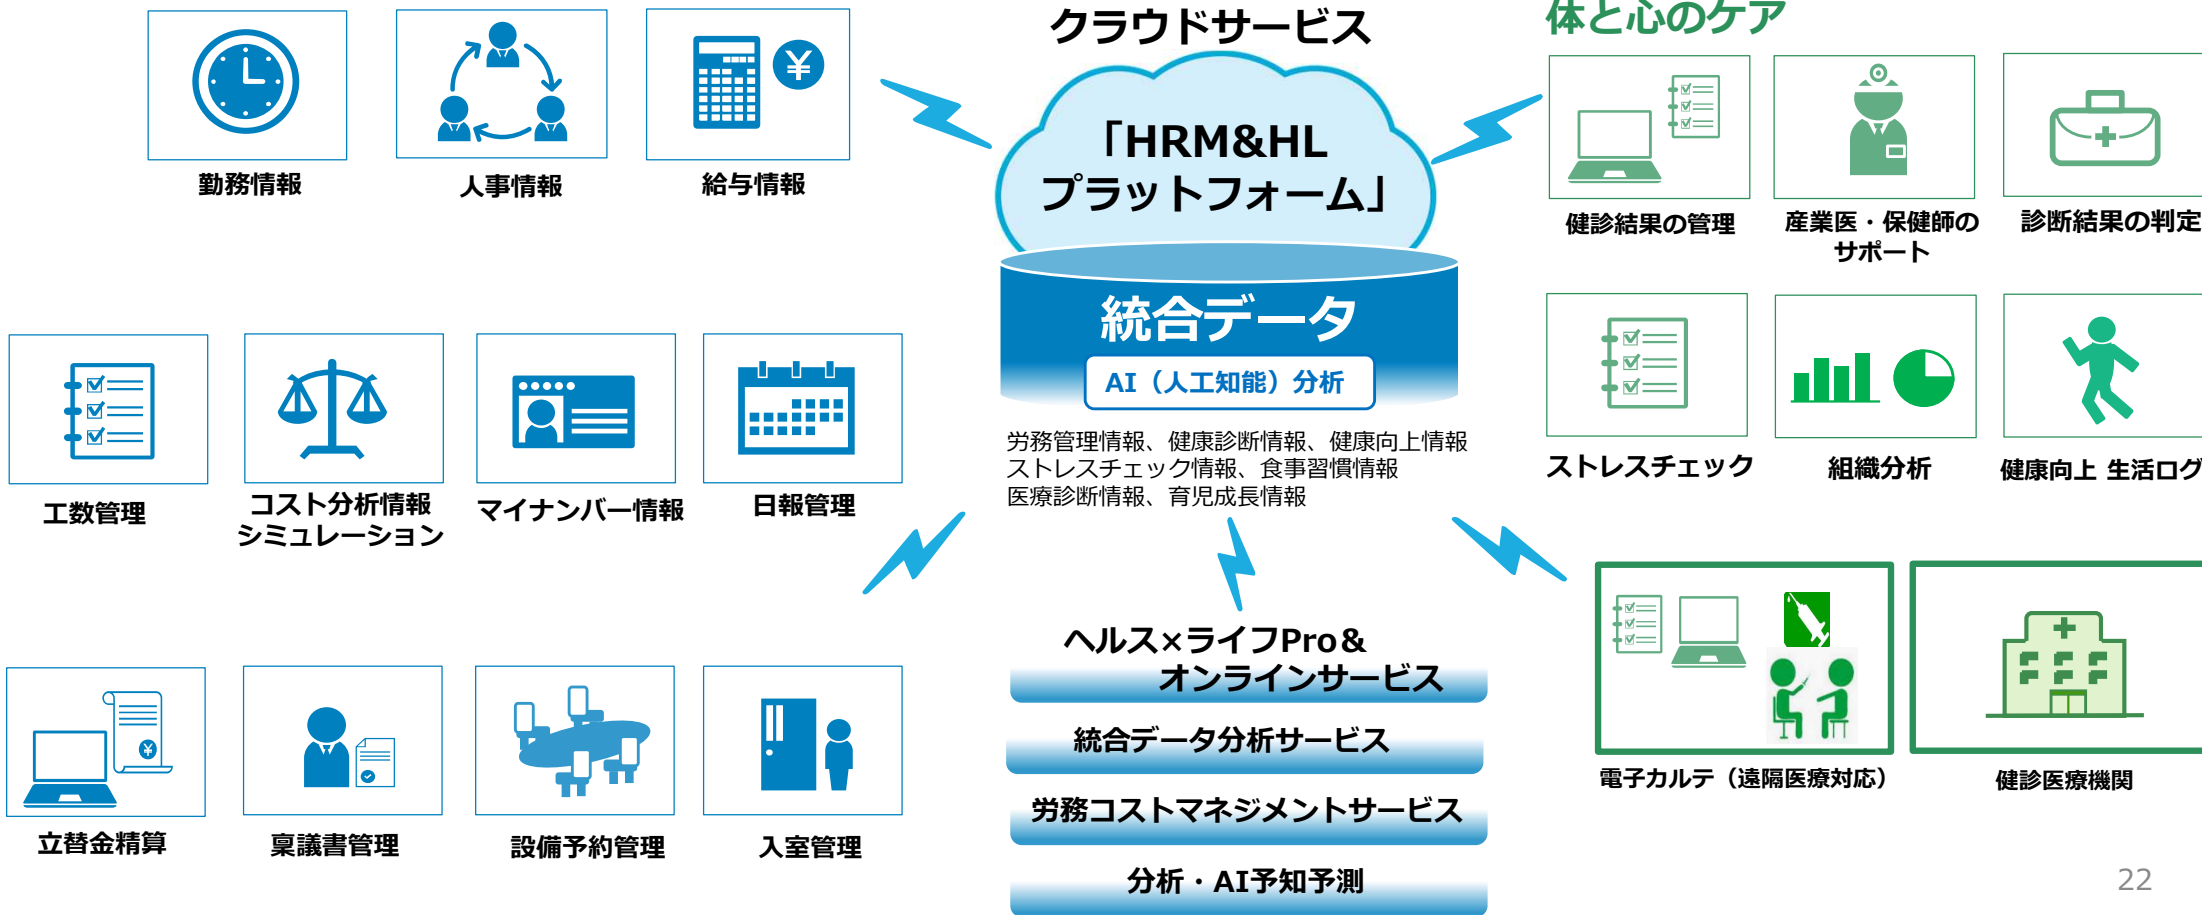 クラウドサービス
体と心のケア
「HRM&HL
プラットフォーム」
勤務情報
人事情報
給与情報
健診結果の管理
産業医・保健師の
サポート
診断結果の判定
統合データ
AI（人工知能）分析
労務管理情報、健康診断情報、健康向上情報
ストレスチェック情報、食事習慣情報
医療診断情報、育児成長情報
工数管理
コスト分析情報
シミュレーション
マイナンバー情報
日報管理
ストレスチェック
組織分析
健康向上 生活ログ
ヘルス×ライフPro＆
オンラインサービス
統合データ分析サービス
労務コストマネジメントサービス
分析・AI予知予測
電子カルテ（遠隔医療対応）
健診医療機関
立替金精算
稟議書管理
設備予約管理
入室管理
¥
¥
22